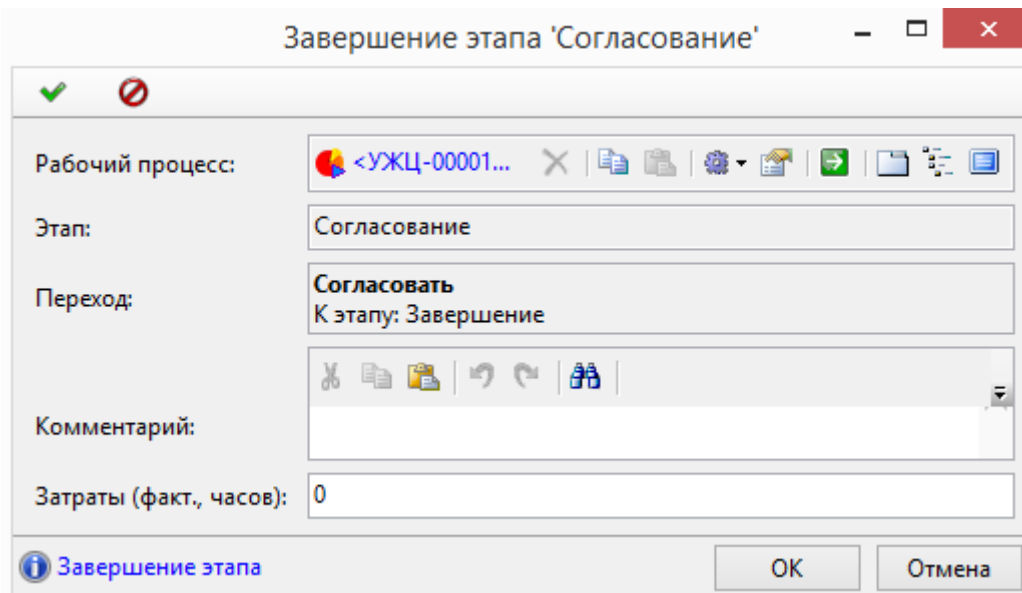 Завершение этапа 'Согласование'
Рабочий процесс:
<УЖЦ-00001...
Этап:
Согласование
Переход:
Согласовать
К этапу: Завершение
Комментарий:
Затраты (факт., часов):
0
Завершение этапа
ОК
Отмена